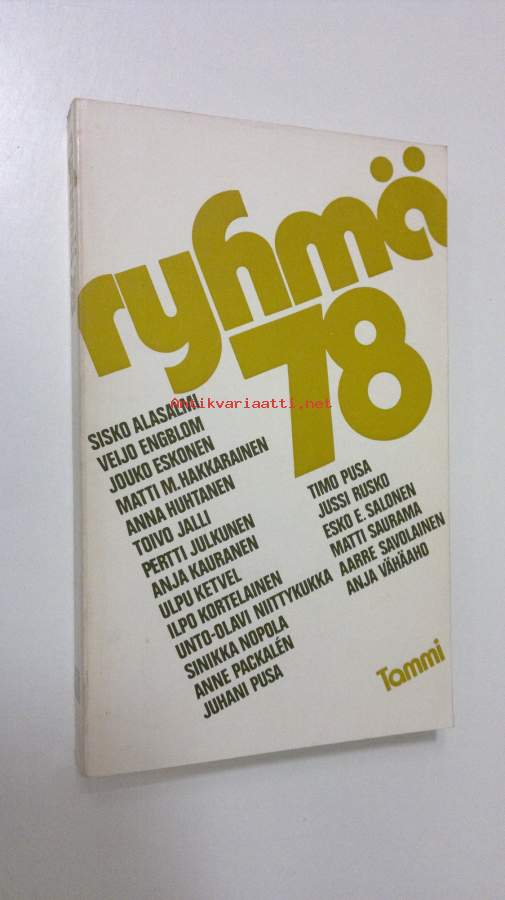 ryhmä
78
Antikvariaatti.net
SISKO ALASALMI
VEIJO ENGBLOM
JOUKO ESKONEN
MATTI M. HAKKARAINEN
ANNA HUHTANEN
TOIVO JALLI
PERTTI JULKUNEN
ANJA KAURANEN
ULPU KETVEL
ILPO KORTELAINEN
UNTO-OLAVI NIITTYKUKKA
SINIKKA NOPOLA
ANNE PACKALÉN
JUHANI PUSA
TIMO PUSA
JUSSI RUSKO
ESKO E. SALONEN
MATTI SAURAMA
AARRE SAVOLAINEN
ANJA VÄHÄAHO
Tammi